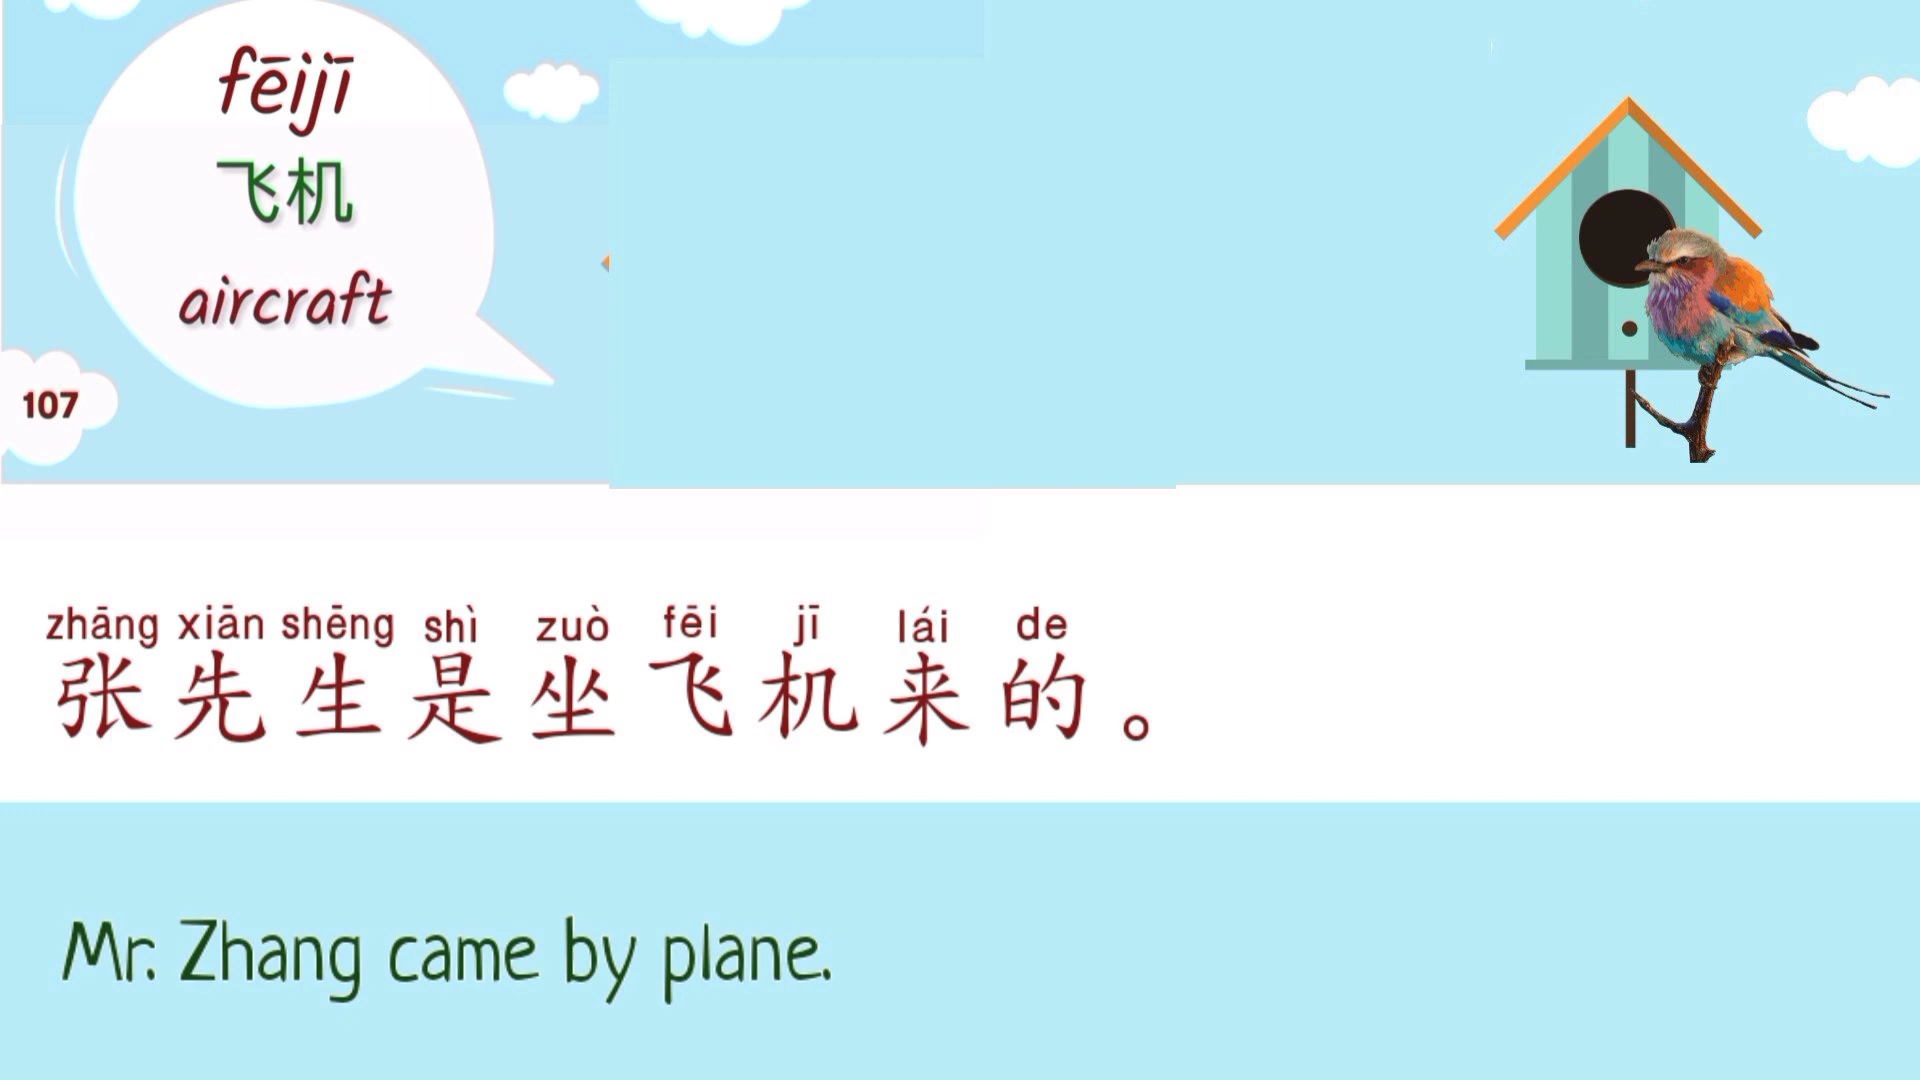 fēijī
飞机
aircraft
107
zhāng xiān shēng shì zuò fēi jī lái de
张先生是坐飞机来的。
Mr. Zhang came by plane.